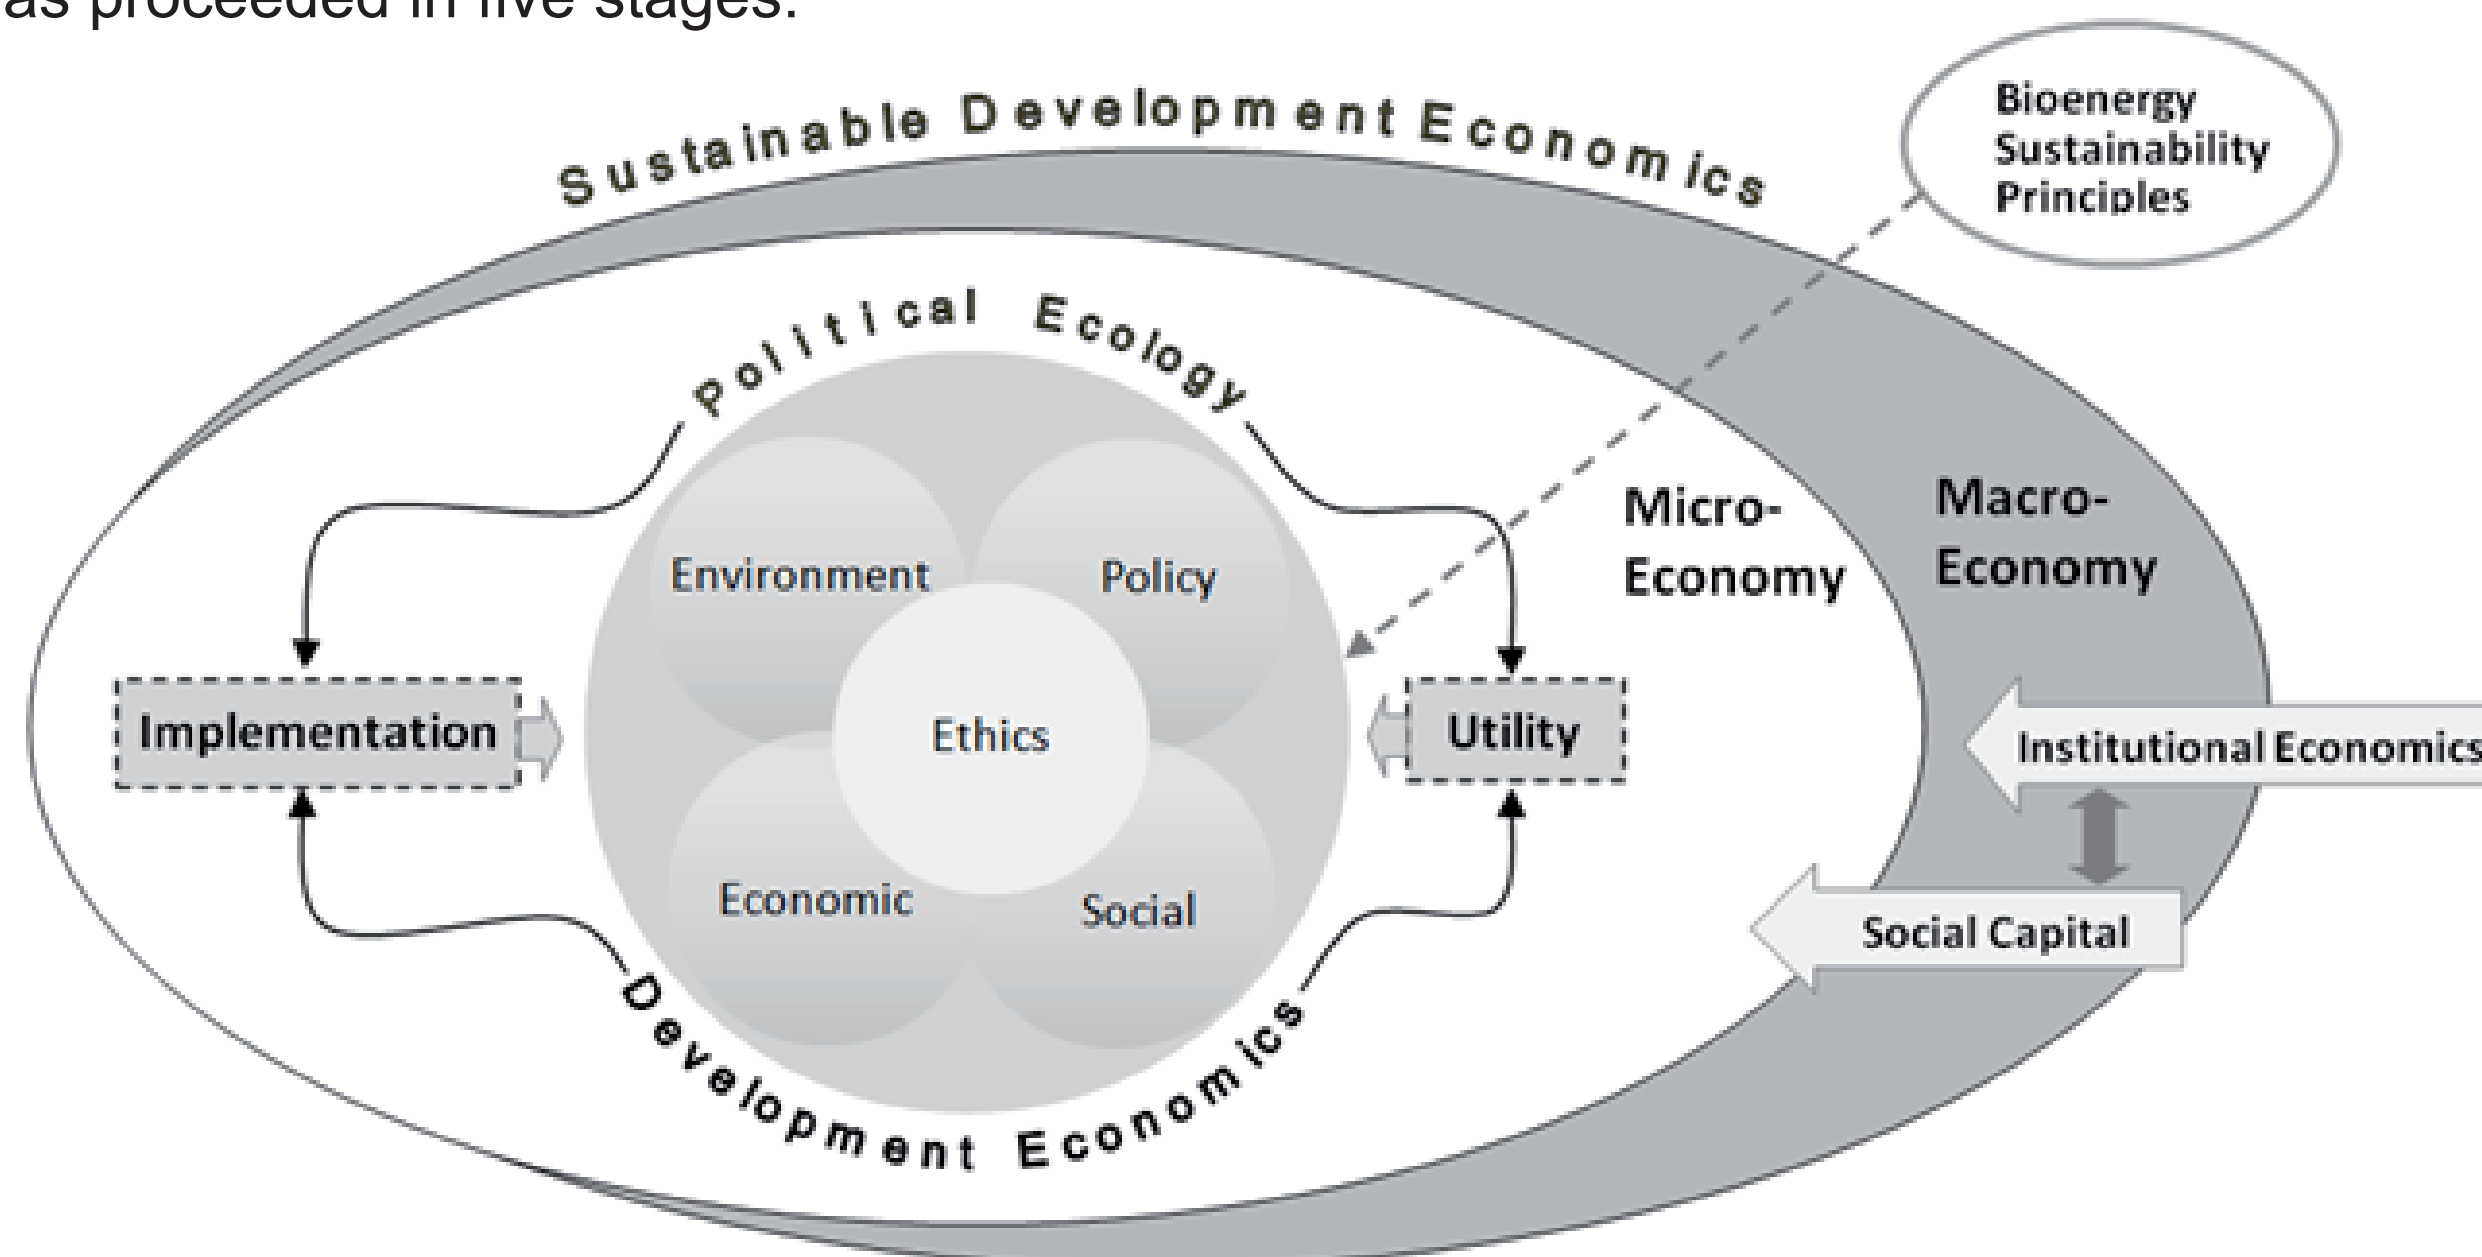 as proceeded in five stages.
Sustainable Development Economics
Bioenergy
Sustainability
Principles
Political Ecology
Environment
Policy
Micro-
Economy
Macro-
Economy
Implementation
Ethics
Utility
Institutional Economics
Economic
Social
Social Capital
Development Economics